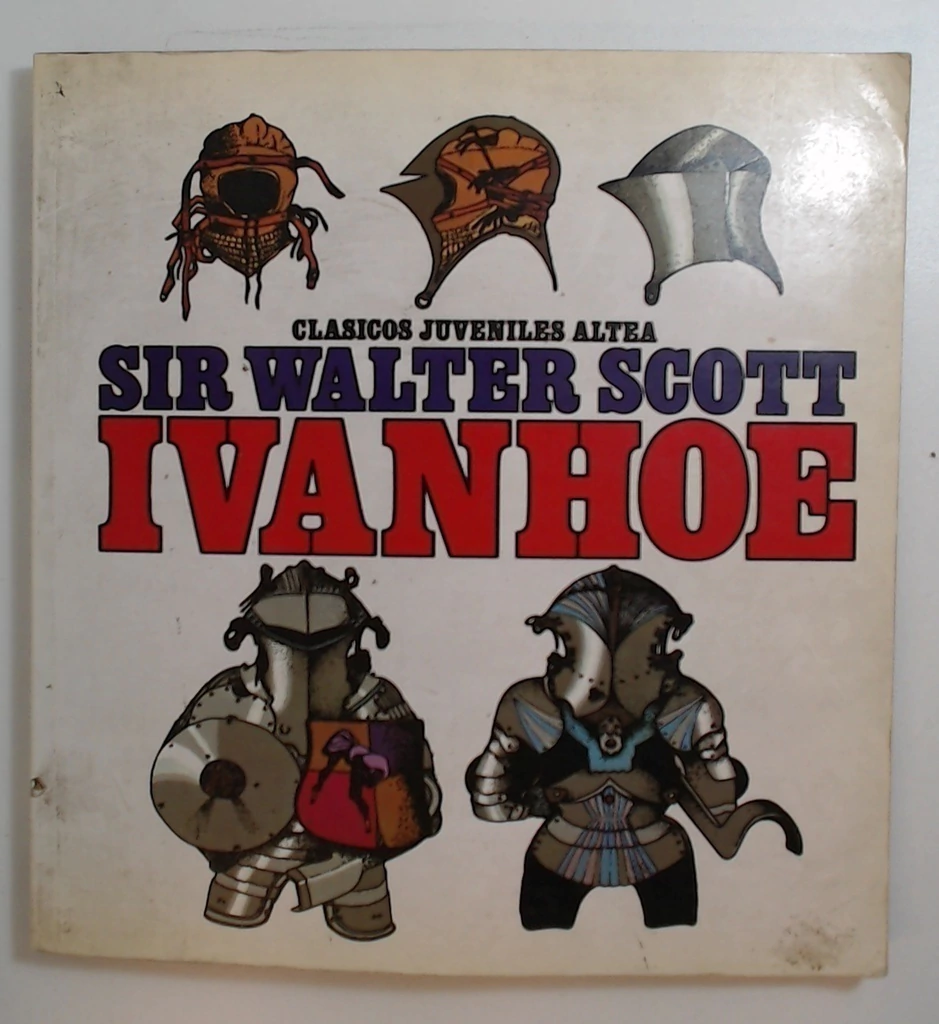 CLASICOS JUVENILES ALTEA
SIR WALTER SCOTT
IVANHOE